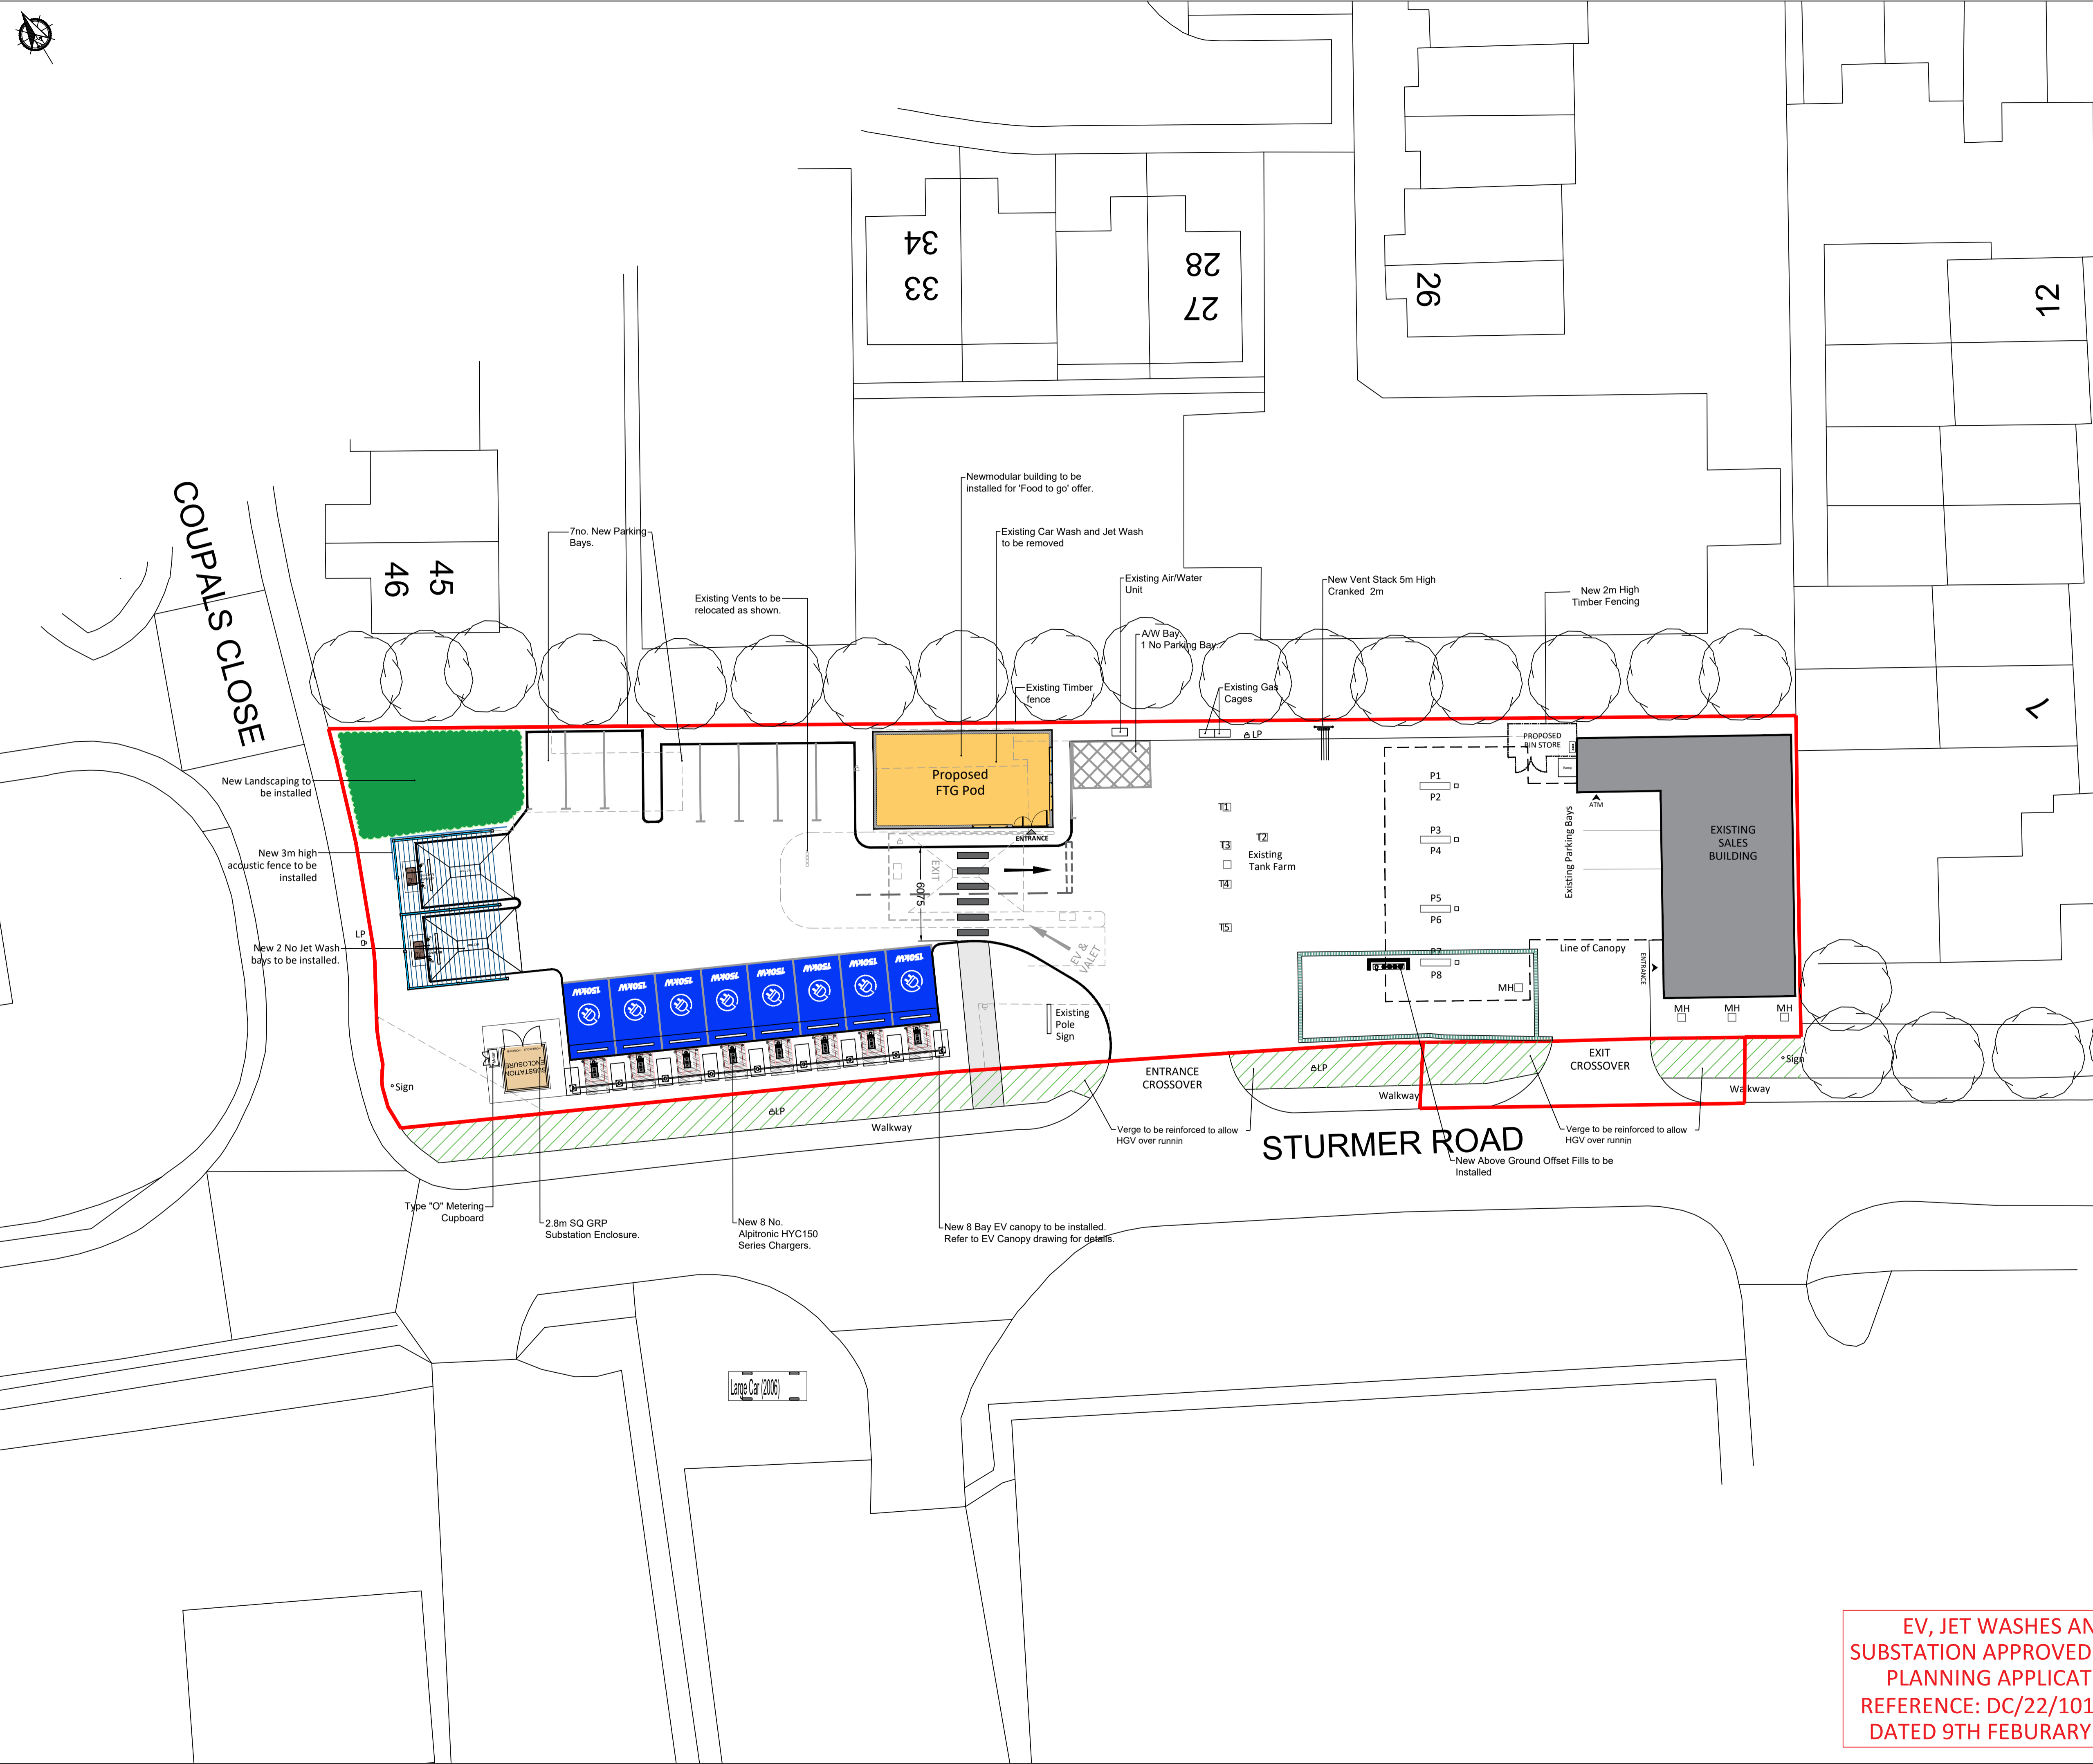 34
33
28
27
26
12
7
COUPALS CLOSE
46
45
7no. New Parking
Bays.
Newmodular building to be
installed for 'Food to go' offer.
Existing Car Wash and Jet Wash
to be removed
Existing Vents to be
relocated as shown.
Existing Air/Water
Unit
A/W Bay.
1 No Parking Bay.
New Vent Stack 5m High
Cranked 2m
New 2m High
Timber Fencing
Existing Timber
fence
Existing Gas
Cages
LP
PROPOSED
BIN STORE
New Landscaping to
be installed
Proposed
FTG Pod
ENTRANCE
P1
P2
ATM
T1
P3
P4
T2
T3
Existing
Tank Farm
T4
T5
Existing Parking Bays
EXISTING
SALES
BUILDING
New 3m high
acoustic fence to be
installed
EXIT
6075
P5
P6
LP
New 2 No Jet Wash
bays to be installed.
EV &
VALET
Line of Canopy
P7
P8
ENTRANCE
MH
150KW
150KW
150KW
150KW
150KW
150KW
150KW
150KW
Existing
Pole
Sign
MH
MH
MH
SUBSTATION
ENCLOSURE
Sign
ENTRANCE
CROSSOVER
LP
EXIT
CROSSOVER
Sign
Walkway
Walkway
LP
Walkway
Verge to be reinforced to allow
HGV over runnin
STURMER ROAD
Verge to be reinforced to allow
HGV over runnin
New Above Ground Offset Fills to be
Installed
Type "O" Metering
Cupboard
2.8m SQ GRP
Substation Enclosure.
New 8 No.
Alpitronic HYC150
Series Chargers.
New 8 Bay EV canopy to be installed.
Refer to EV Canopy drawing for details.
Large Car (2006)
EV, JET WASHES AN
SUBSTATION APPROVED
PLANNING APPLICAT
REFERENCE: DC/22/101
DATED 9TH FEBURARY